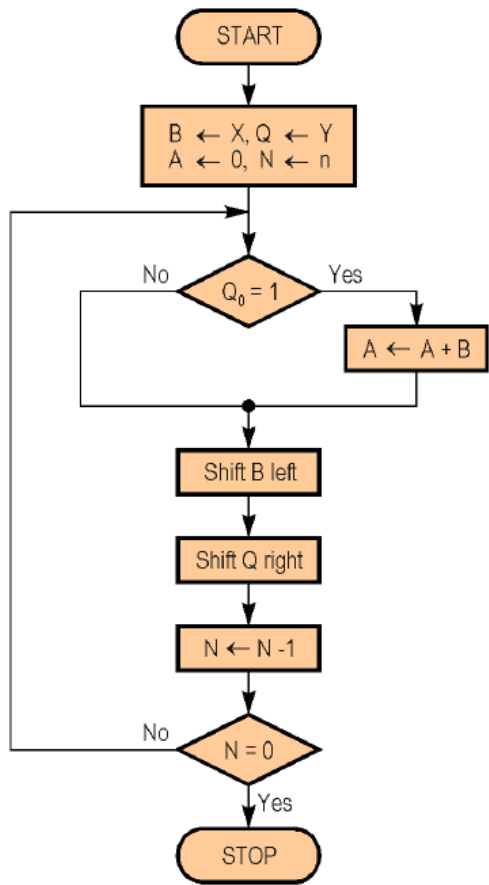 START
B ← X, Q ← Y
A ← 0, N ← n
No
Yes
Q₀ = 1
A ← A + B
Shift B left
Shift Q right
N ← N -1
No
N = 0
Yes
STOP